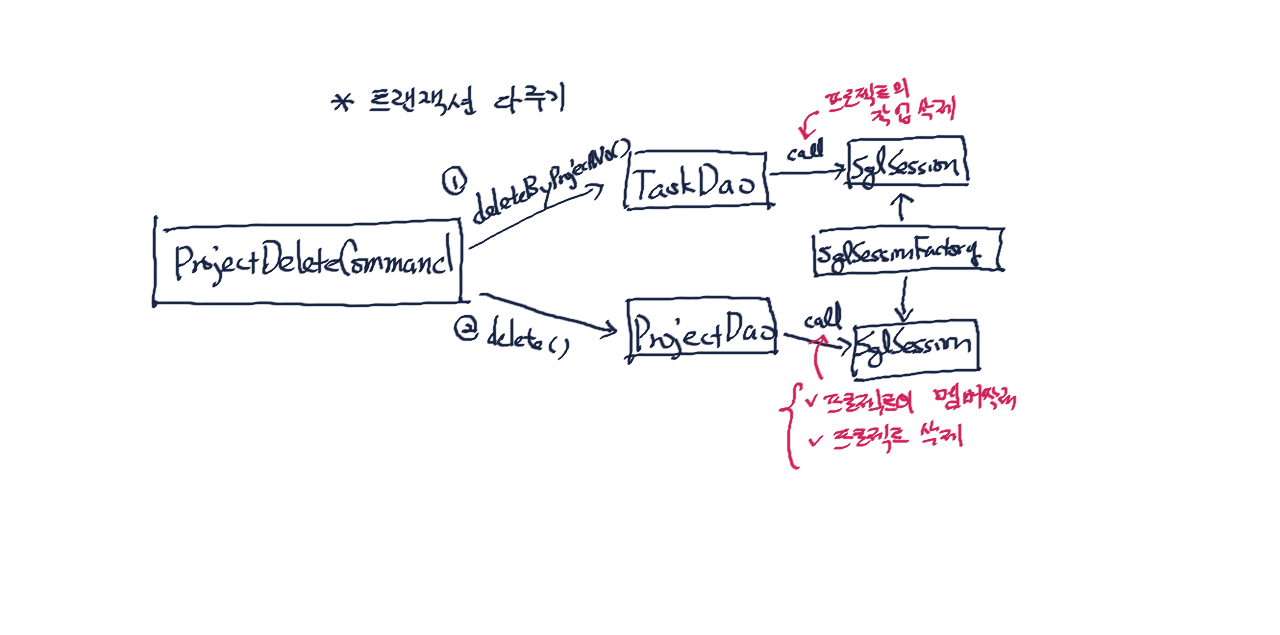 * 트랜잭션 다루기
프로젝트의
작업 삭제
①
deleteByProjectNo()
TaskDao
call
SqlSession
ProjectDeleteCommand
SqlSessionFactory
② delete()
ProjectDao
call
SqlSession
✓ 프로젝트의 멤버삭제
✓ 프로젝트 삭제